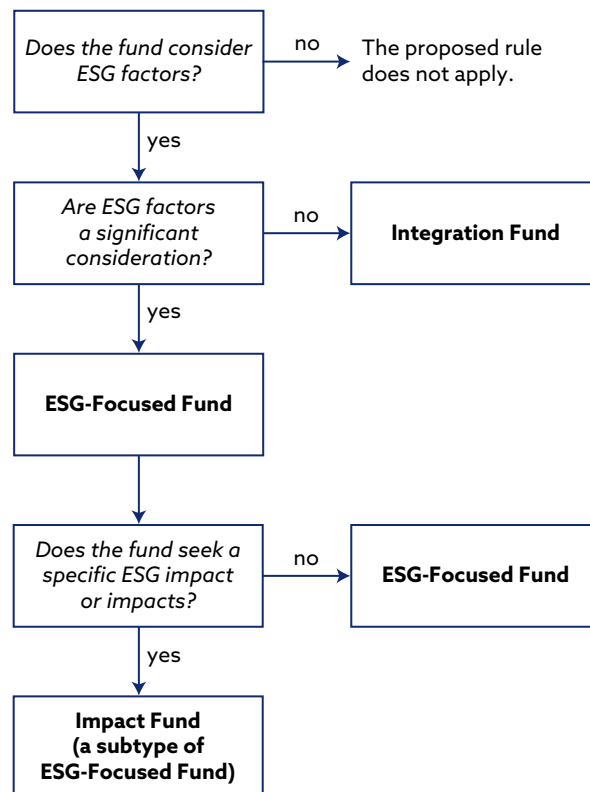 Does the fund consider
ESG factors?
no
The proposed rule
does not apply.
yes
Are ESG factors
a significant
consideration?
no
Integration Fund
yes
ESG-Focused Fund
Does the fund seek a
specific ESG impact
or impacts?
no
ESG-Focused Fund
yes
Impact Fund
(a subtype of
ESG-Focused Fund)